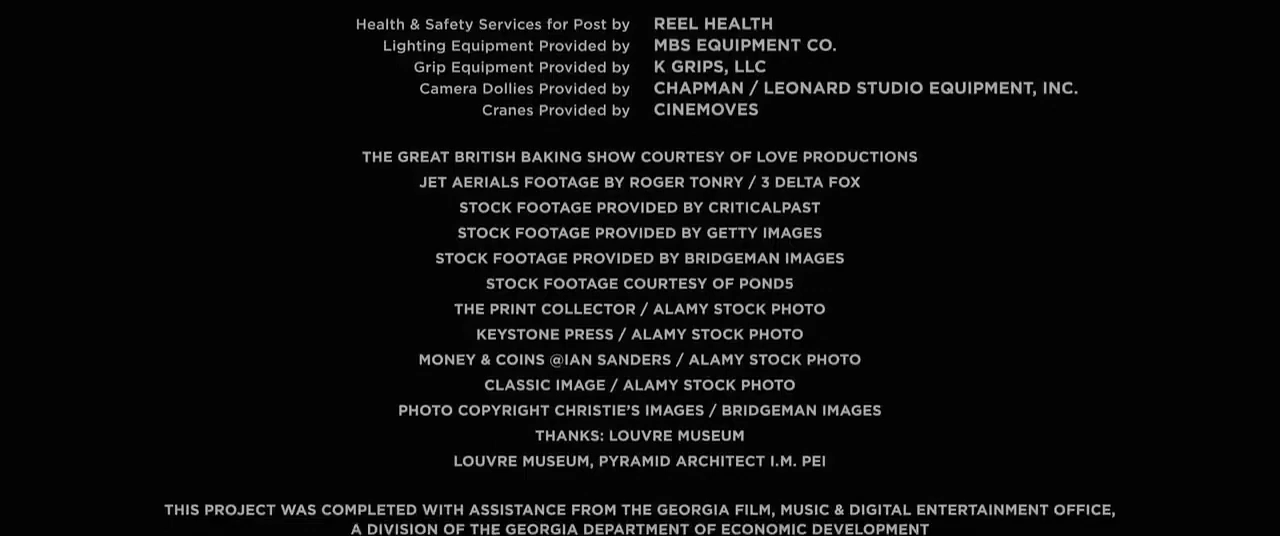 Health & Safety Services for Post by REEL HEALTH
Lighting Equipment Provided by MBS EQUIPMENT CO.
Grip Equipment Provided by K GRIPS, LLC
Camera Dollies Provided by CHAPMAN / LEONARD STUDIO EQUIPMENT, INC.
Cranes Provided by CINEMOVES
THE GREAT BRITISH BAKING SHOW COURTESY OF LOVE PRODUCTIONS
JET AERIALS FOOTAGE BY ROGER TONRY / 3 DELTA FOX
STOCK FOOTAGE PROVIDED BY CRITICALPAST
STOCK FOOTAGE PROVIDED BY GETTY IMAGES
STOCK FOOTAGE PROVIDED BY BRIDGEMAN IMAGES
STOCK FOOTAGE COURTESY OF POND5
THE PRINT COLLECTOR / ALAMY STOCK PHOTO
KEYSTONE PRESS / ALAMY STOCK PHOTO
MONEY & COINS @IAN SANDERS / ALAMY STOCK PHOTO
CLASSIC IMAGE / ALAMY STOCK PHOTO
PHOTO COPYRIGHT CHRISTIE'S IMAGES / BRIDGEMAN IMAGES
THANKS: LOUVRE MUSEUM
LOUVRE MUSEUM, PYRAMID ARCHITECT I.M. PEI
THIS PROJECT WAS COMPLETED WITH ASSISTANCE FROM THE GEORGIA FILM, MUSIC & DIGITAL ENTERTAINMENT OFFICE,
A DIVISION OF THE GEORGIA DEPARTMENT OF ECONOMIC DEVELOPMENT